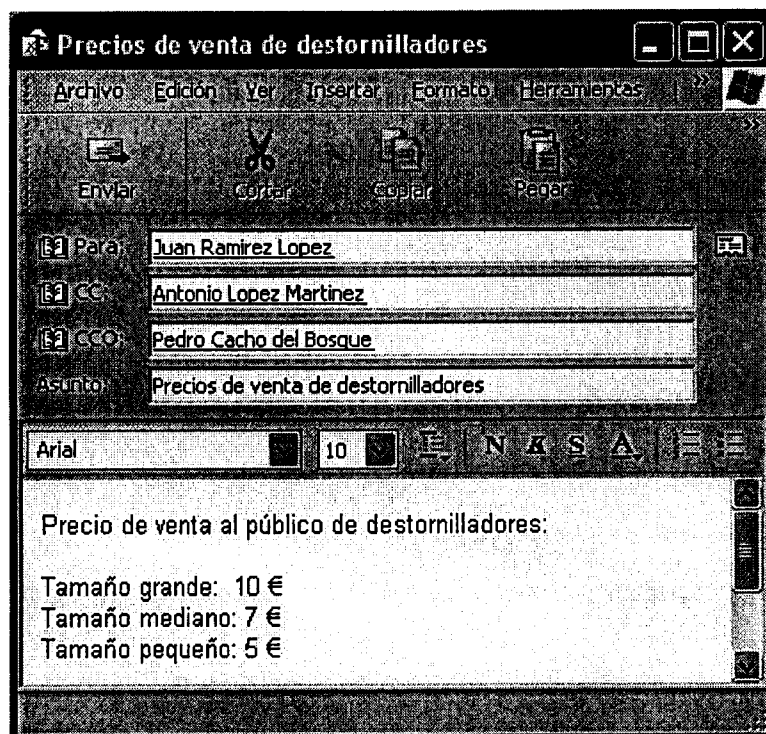 Precios de venta de destornilladores
Archivo Edición Ver Insertar Formato Herramientas »
Enviar Cortar Copiar Pegar »
Para: Juan Ramirez Lopez
CC: Antonio Lopez Martinez
CCO: Pedro Cacho del Bosque
Asunto: Precios de venta de destornilladores
Arial 10 N K S A
Precio de venta al público de destornilladores:
Tamaño grande: 10 €
Tamaño mediano: 7 €
Tamaño pequeño: 5 €